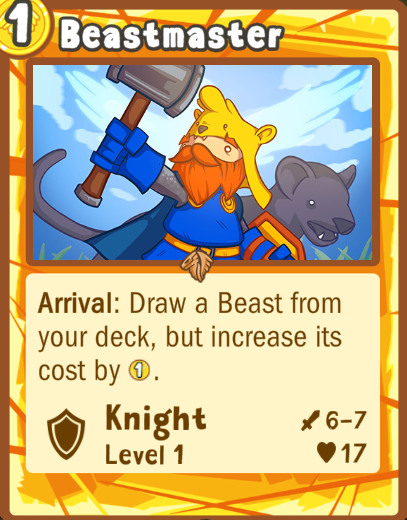 1 Beastmaster
Arrival: Draw a Beast from
your deck, but increase its
cost by 1.
Knight 6–7
Level 1 17